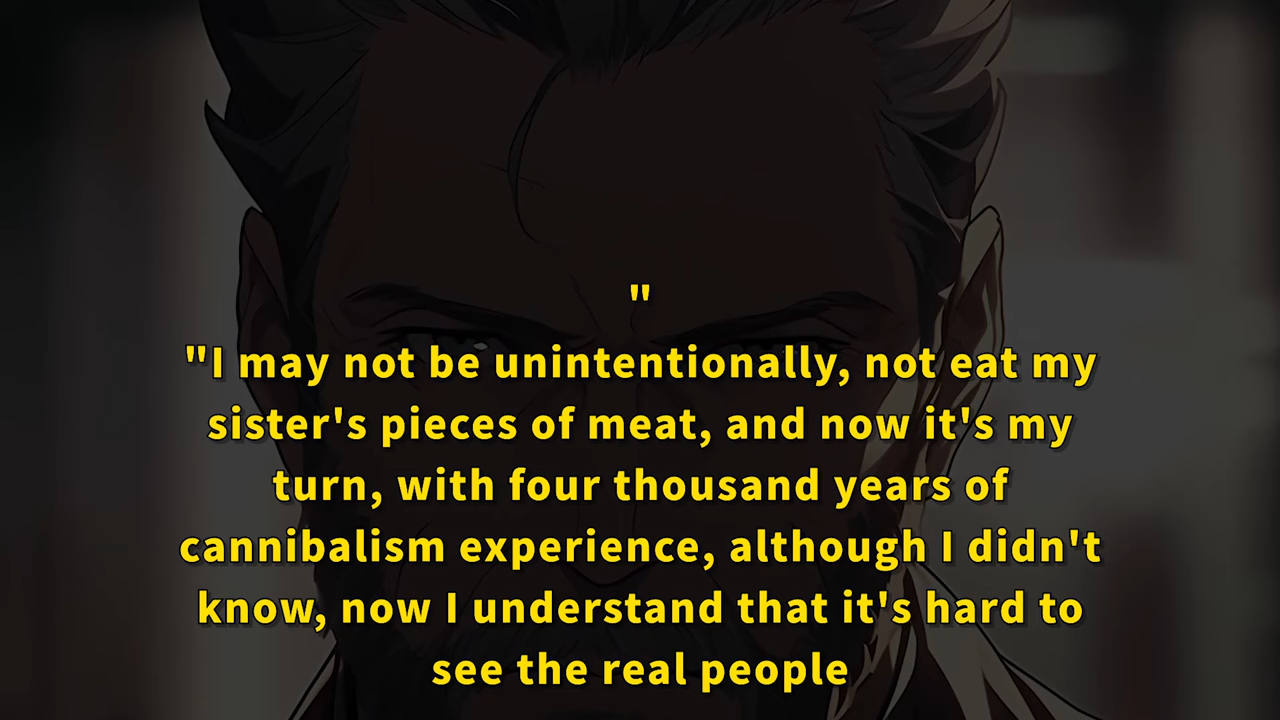 "
"I may not be unintentionally, not eat my
sister's pieces of meat, and now it's my
turn, with four thousand years of
cannibalism experience, although I didn't
know, now I understand that it's hard to
see the real people